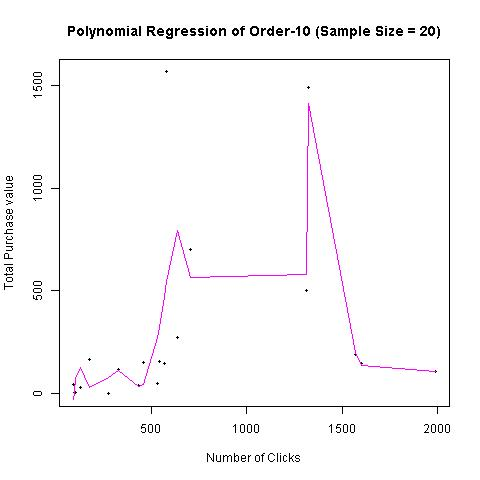 Polynomial Regression of Order-10 (Sample Size = 20)
Total Purchase value
1500
1000
500
0
500
1000
1500
2000
Number of Clicks